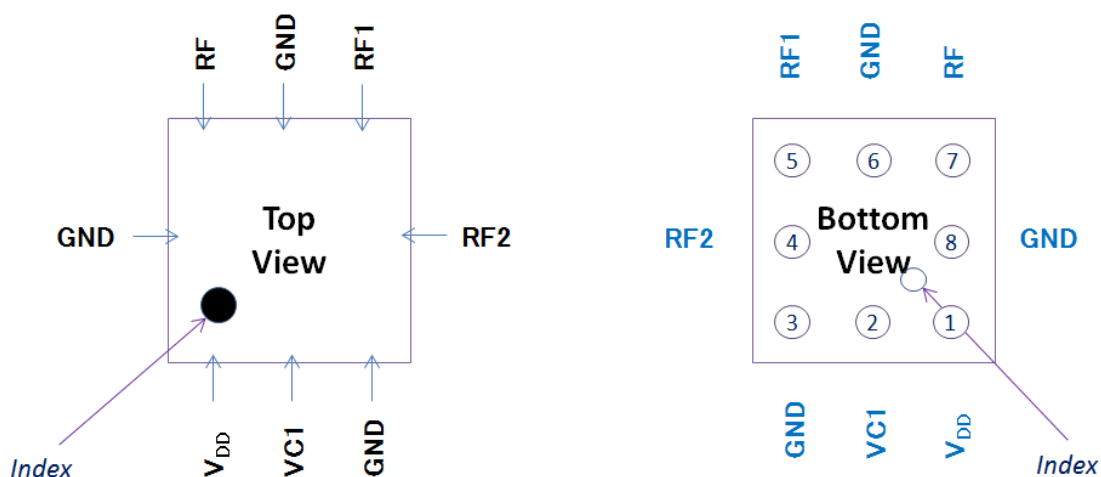 RF GND RF1
GND
Top
View
RF2
Index
VDD VC1 GND
RF1 GND RF
5 6 7
RF2
4
Bottom
View
8
GND
3 2 1
GND VC1 VDD
Index